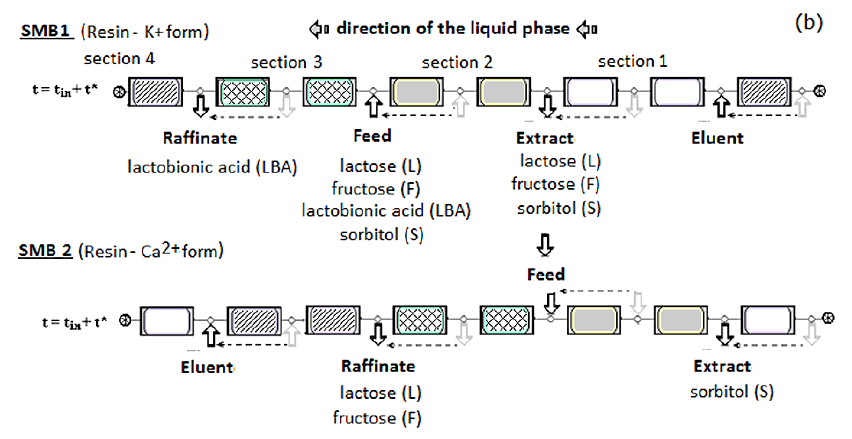 SMB1 (Resin - K+form)
direction of the liquid phase
(b)
section 4
section 3
section 2
section 1
t = tin + t*
Raffinate
Feed
Extract
Eluent
lactobionic acid (LBA)
lactose (L)
fructose (F)
lactobionic acid (LBA)
sorbitol (S)
lactose (L)
fructose (F)
sorbitol (S)
SMB 2 (Resin - Ca2+form)
Feed
t = tin + t*
Eluent
Raffinate
Extract
lactose (L)
fructose (F)
sorbitol (S)